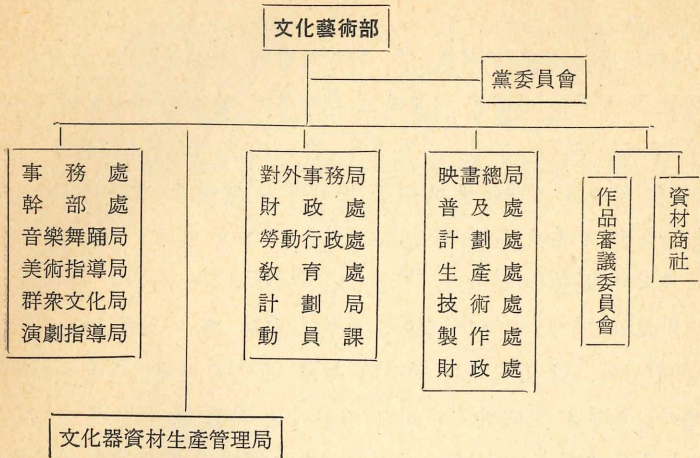 文化藝術部
黨委員會
事務處
幹部處
音樂舞踊局
美術指導局
群衆文化局
演劇指導局
對外事務局
財政處
勞動行政處
敎育處
計劃局
動員課
映畫總局
普及處
計劃處
生產處
技術處
製作處
財政處
作品審議委員會
資材商社
文化器資材生產管理局